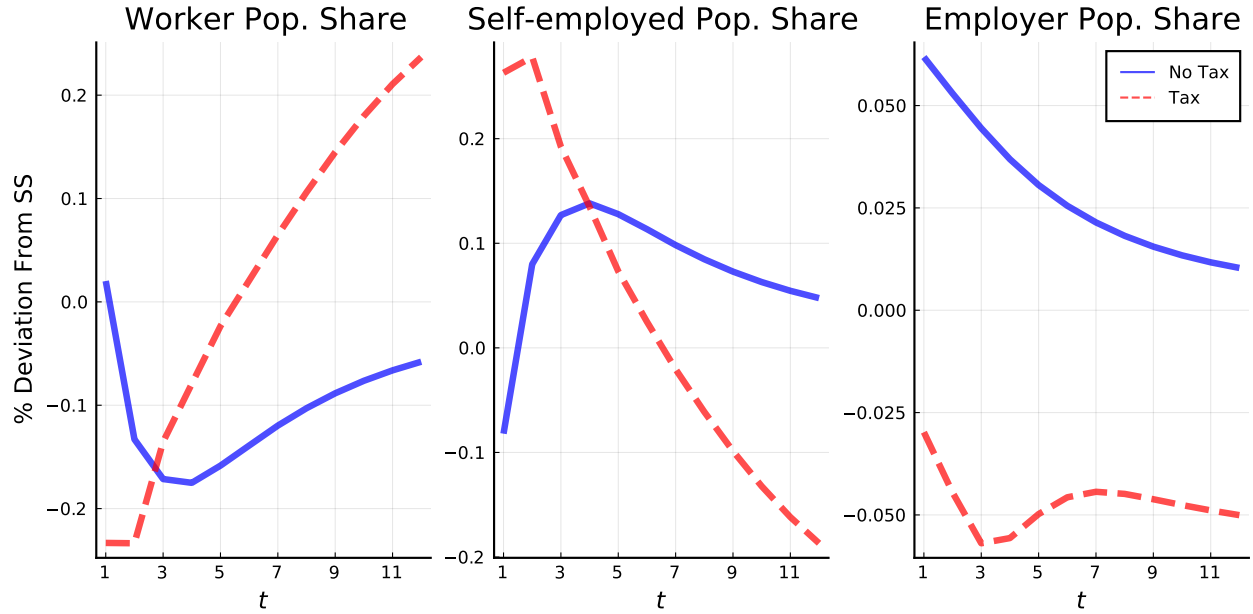 Worker Pop. Share
Self-employed Pop. Share
Employer Pop. Share
% Deviation From SS
0.2
0.1
0.0
−0.1
−0.2
1 3 5 7 9 11
t
0.2
0.1
0.0
−0.1
−0.2
1 3 5 7 9 11
t
0.050
0.025
0.000
−0.025
−0.050
1 3 5 7 9 11
t
No Tax
Tax